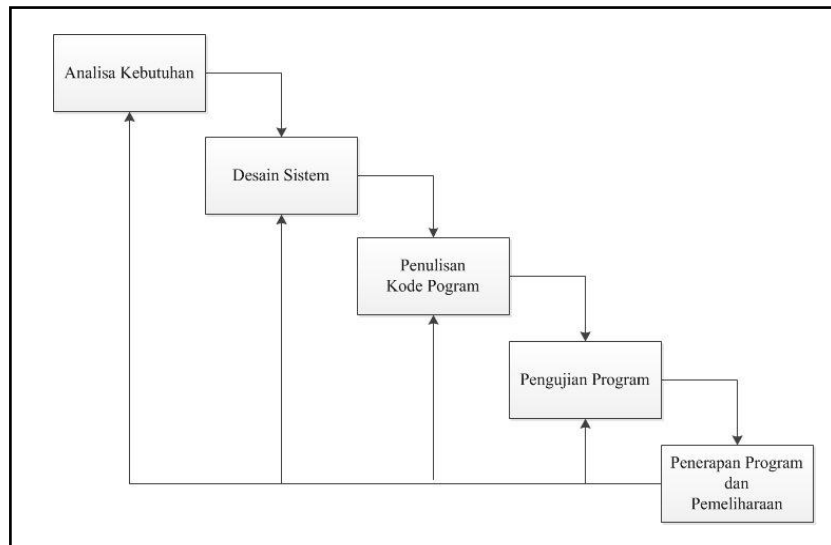 Analisa Kebutuhan
Desain Sistem
Penulisan
Kode Pogram
Pengujian Program
Penerapan Program
dan
Pemeliharaan